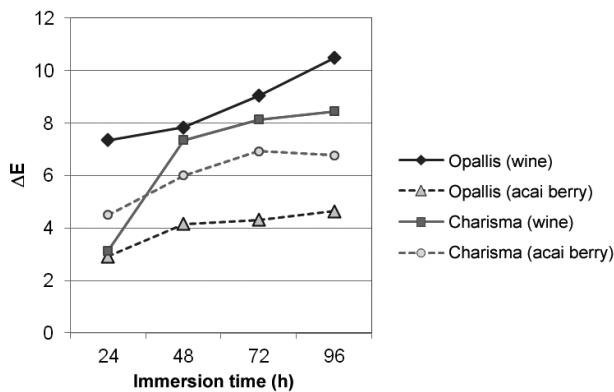 12
10
8
6
4
2
0
ΔE
24 48 72 96
Immersion time (h)
Opallis (wine)
Opallis (acai berry)
Charisma (wine)
Charisma (acai berry)